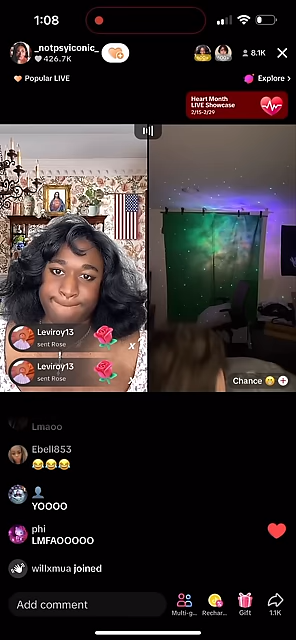 1:08
_notpsyiconic_
426.7K
8.1K
Popular LIVE
Explore >
Heart Month
LIVE Showcase
2/15-2/29
Leviroy13
sent Rose
x
Leviroy13
sent Rose
Chance
Lmaoo
Ebell853
😂😂😂
YOOOO
phi
LMFAOOOOO
willxmua joined
Add comment
Multi-g...
Rechar...
Gift
1.1K